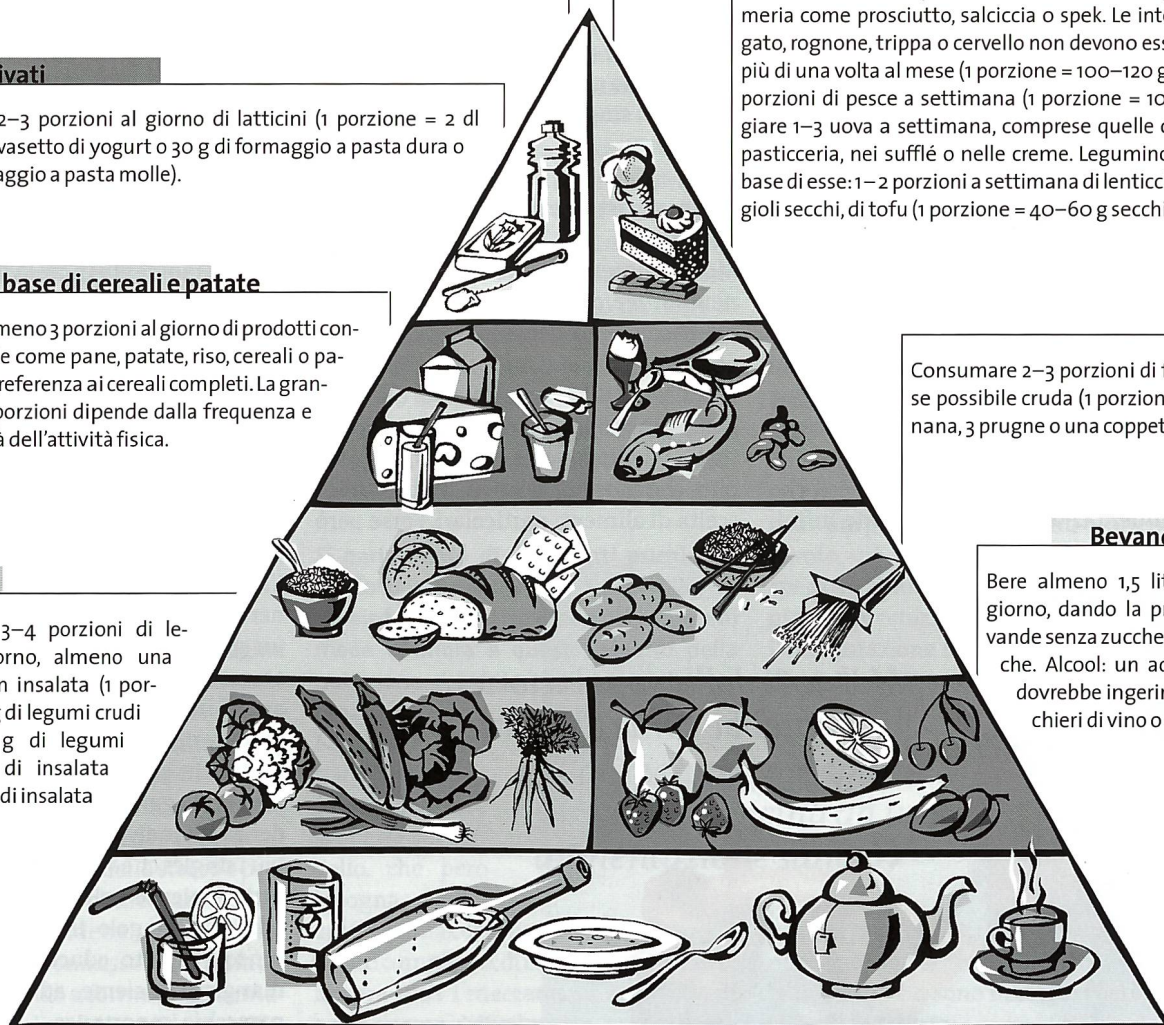 ivati
2–3 porzioni al giorno di latticini (1 porzione = 2 dl
vasetto di yogurt o 30 g di formaggio a pasta dura o
aggio a pasta molle).
base di cereali e patate
meno 3 porzioni al giorno di prodotti con-
e come pane, patate, riso, cereali o pa-
referenza ai cereali completi. La gran-
porzioni dipende dalla frequenza e
à dell'attività fisica.
3–4 porzioni di le-
orno, almeno una
n insalata (1 por-
g di legumi crudi
g di legumi
di insalata
di insalata
meria come prosciutto, salciccia o spek. Le inte
gato, rognone, trippa o cervello non devono ess
più di una volta al mese (1 porzione = 100–120 g
porzioni di pesce a settimana (1 porzione = 10
giare 1–3 uova a settimana, comprese quelle c
pasticceria, nei sufflé o nelle creme. Legumino
base di esse: 1–2 porzioni a settimana di lenticc
gioli secchi, di tofu (1 porzione = 40–60 g secchi
Consumare 2–3 porzioni di f
se possibile cruda (1 porzion
nana, 3 prugne o una coppet
Bevand
Bere almeno 1,5 lit
giorno, dando la pr
vande senza zucche
che. Alcool: un ad
dovrebbe ingerir
chieri di vino o